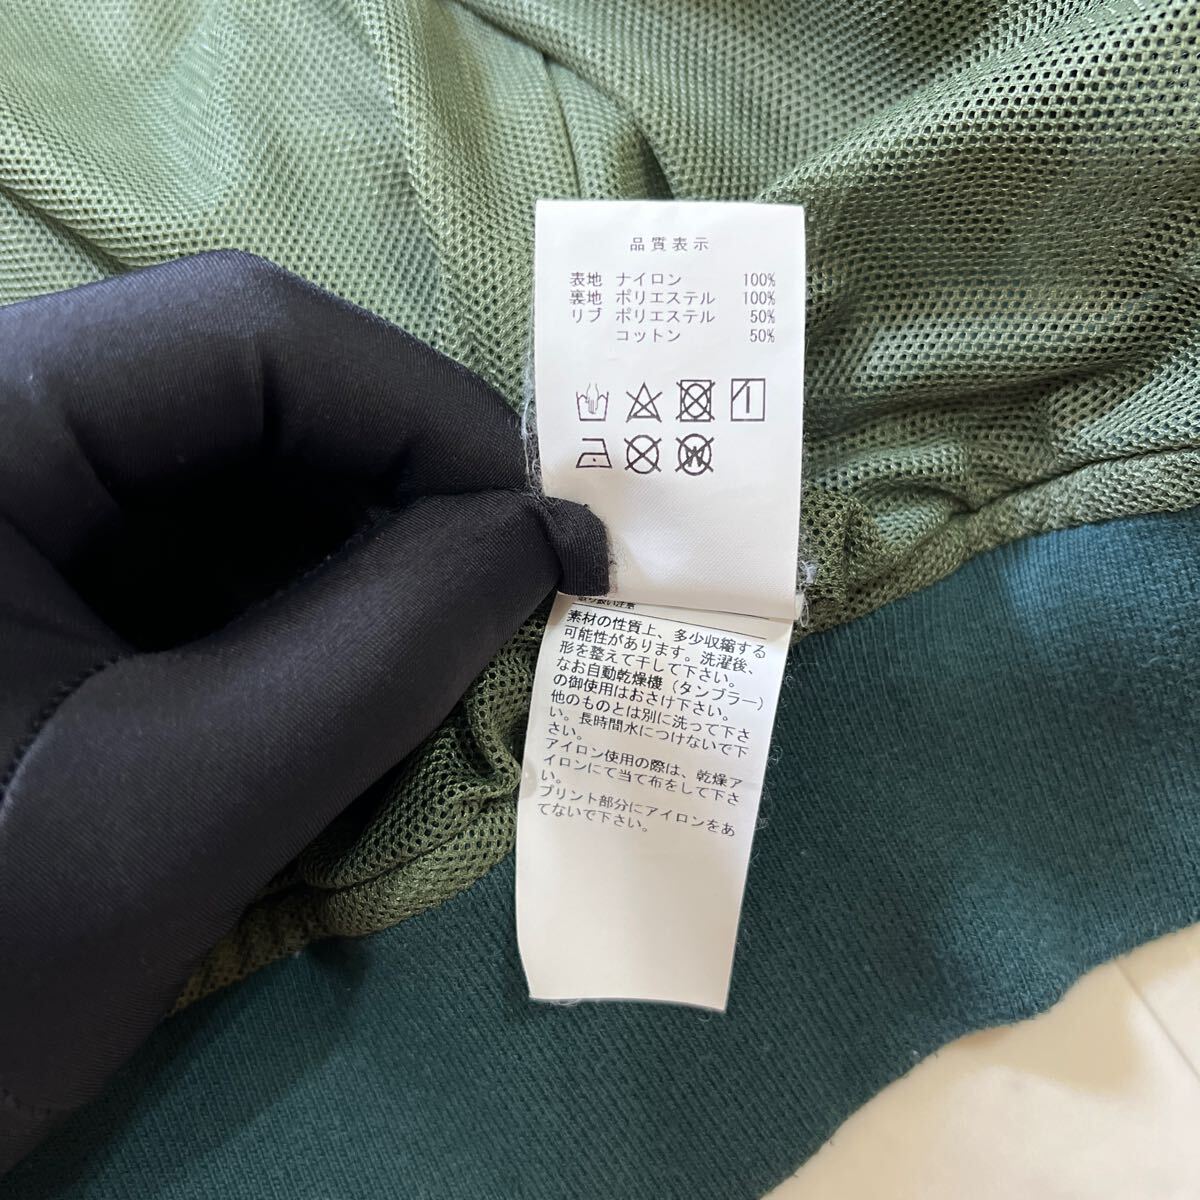 品質表示
表地 ナイロン 100%
裏地 ポリエステル 100%
リブ ポリエステル 50%
コットン 50%
取り扱い注意
素材の性質上、多少収縮する
可能性があります。洗濯後、
形を整えて干して下さい。
なお自動乾燥機（タンブラー）
の御使用はおさけ下さい。
他のものとは別に洗って下さ
い。長時間水につけないで下
さい。
アイロン使用の際は、乾燥ア
イロンにて当て布をして下さ
い。
プリント部分にアイロンをあ
てないで下さい。